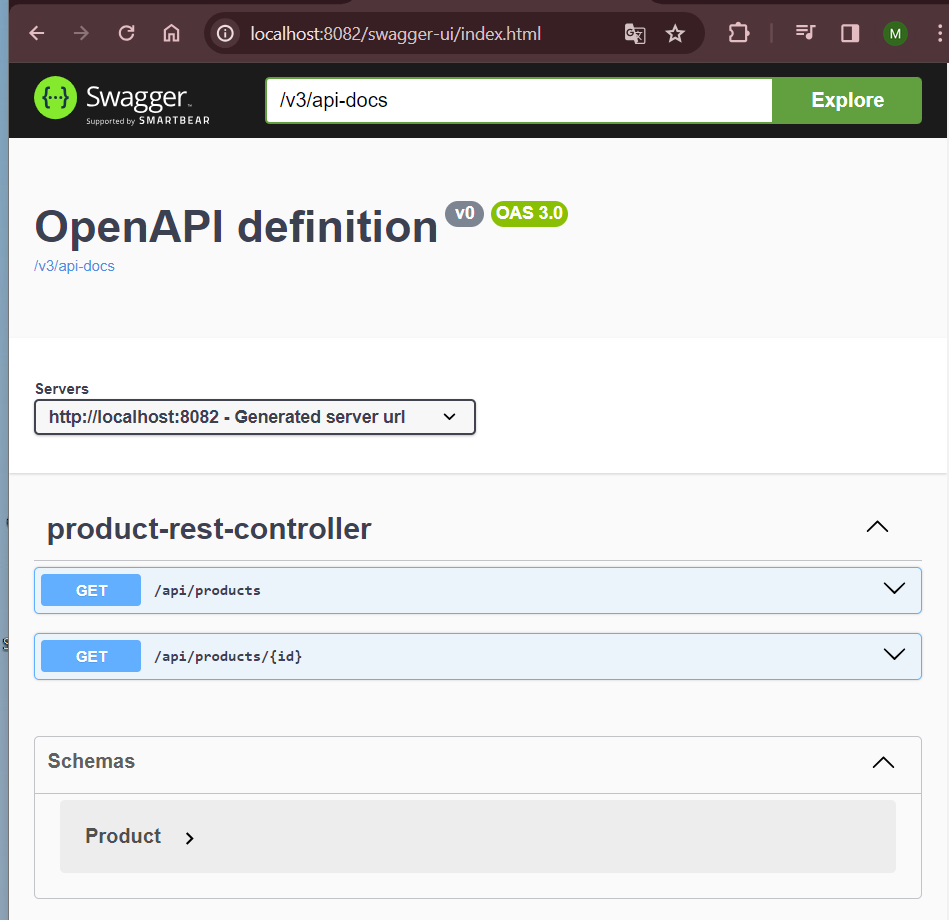 localhost:8082/swagger-ui/index.html
M
Swagger
Supported by SMARTBEAR
/v3/api-docs
Explore
OpenAPI definition v0 OAS 3.0
/v3/api-docs
Servers
http://localhost:8082 - Generated server url
product-rest-controller
GET /api/products
GET /api/products/{id}
Schemas
Product